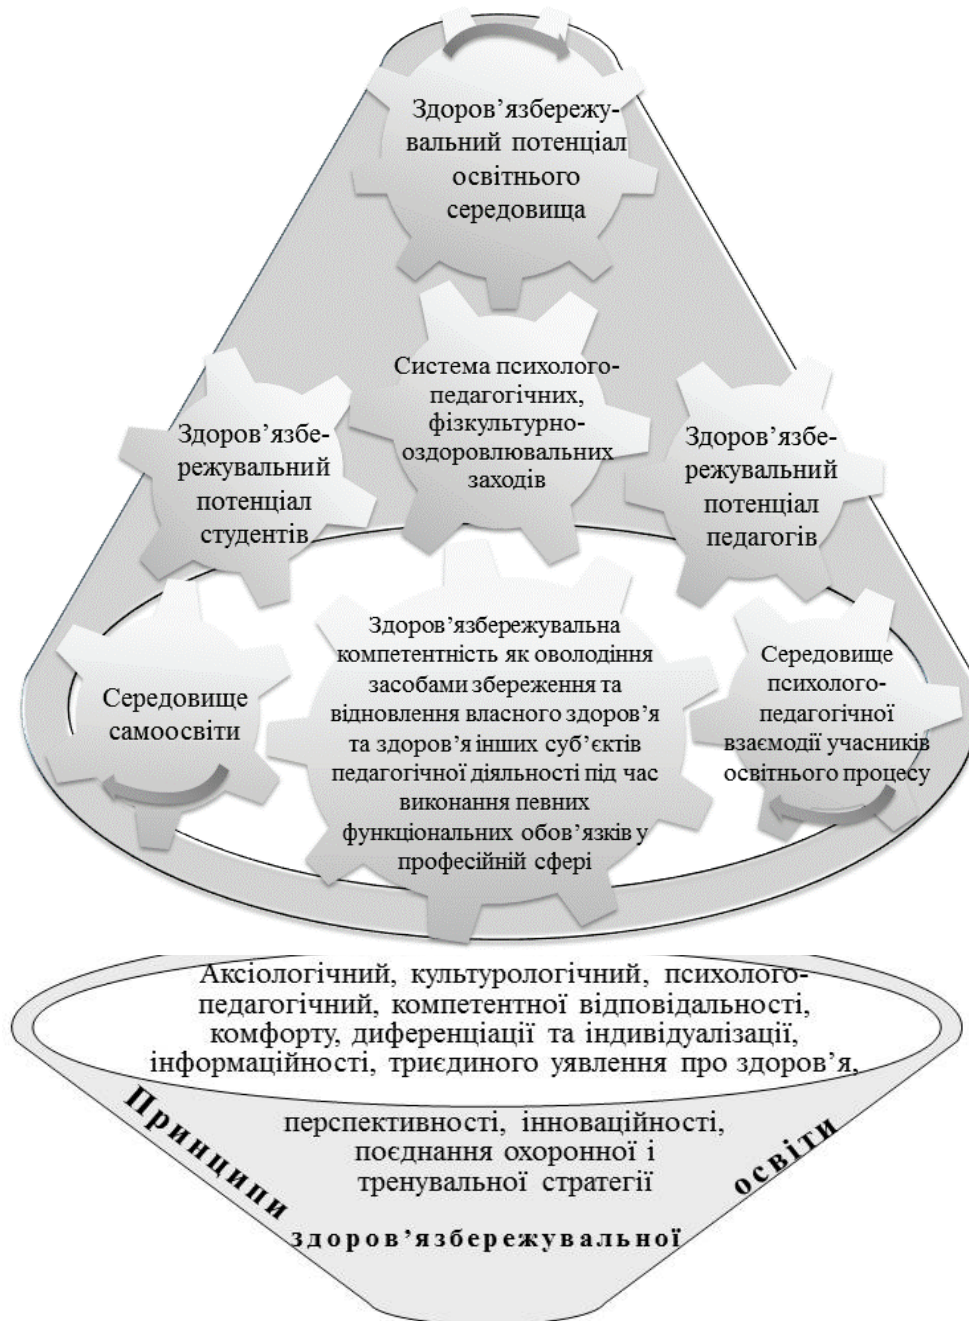 Здоров’язбережу-
вальний потенціал
освітнього
середовища
Система психолого-
педагогічних,
фізкультурно-
оздоровлювальних
заходів
Здоров’язбе-
режувальний
потенціал
студентів
Здоров’язбе-
режувальний
потенціал
педагогів
Середовище
самоосвіти
Здоров’язбережувальна
компетентність як оволодіння
засобами збереження та
відновлення власного здоров’я
та здоров’я інших суб’єктів
педагогічної діяльності під час
виконання певних
функціональних обов’язків у
професійній сфері
Середовище
психолого-
педагогічної
взаємодії учасників
освітнього процесу
Аксіологічний, культурологічний, психолого-
педагогічний, компетентної відповідальності,
комфорту, диференціації та індивідуалізації,
інформаційності, триєдиного уявлення про здоров’я,
перспективності, інноваційності,
поєднання охоронної і
тренувальної стратегії
Принципи
здоров’язбережувальної
освіти